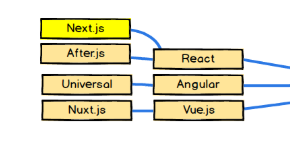 Next.js
After.js
React
Universal
Angular
Nuxt.js
Vue.js